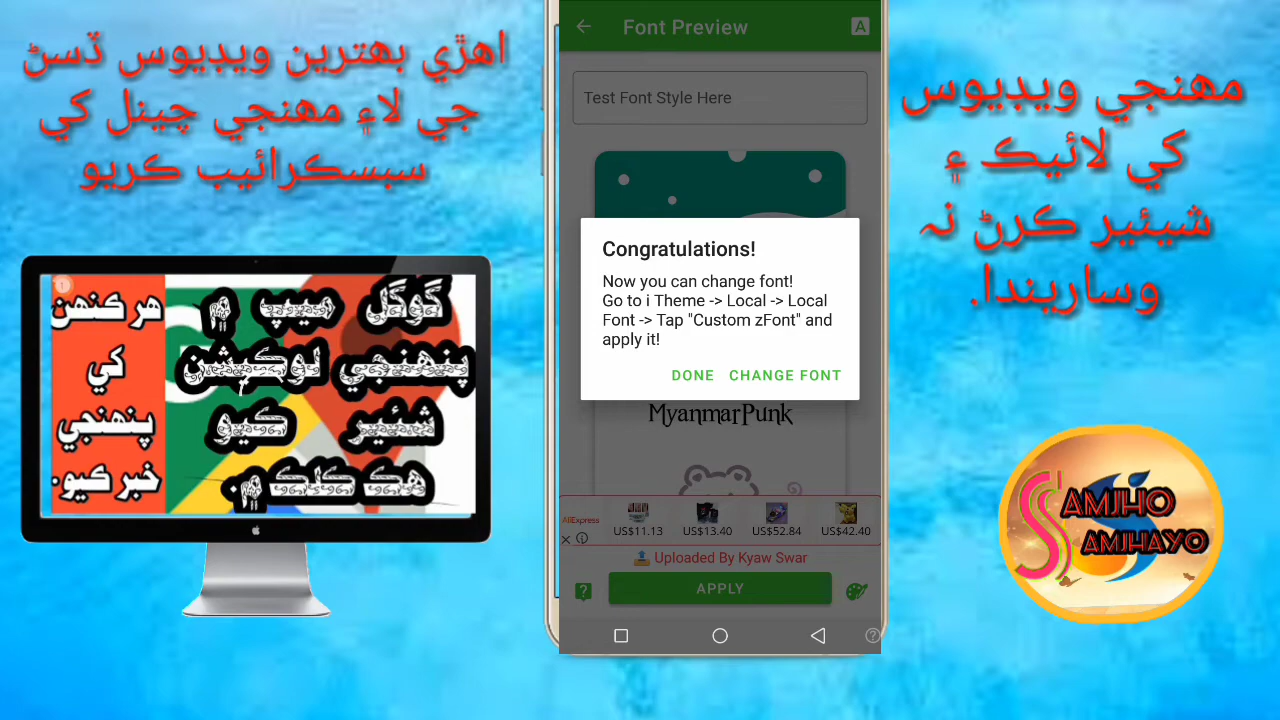 اهڙي بهترين ويڊيوس ڏسڻ
جي لاءِ مهنجي چينل کي
سبسڪرائيب ڪريو
هر ڪنهن
کي
پنهنجي
خبر ڪيو.
گوگل ميپ ۾
پنهنجي لوڪيشن
شئير ڪيو
هڪ ڪلڪ ۾.
Font Preview
A
Test Font Style Here
Congratulations!
Now you can change font!
Go to i Theme -> Local -> Local
Font -> Tap "Custom zFont" and
apply it!
DONE CHANGE FONT
MyanmarPunk
AliExpress
US$11.13 US$13.40 US$52.84 US$42.40
Uploaded By Kyaw Swar
APPLY
مهنجي ويڊيوس
کي لائيڪ ۽
شيئير ڪرڻ نہ
وساريندا.
SAMJHO
SAMJHAYO